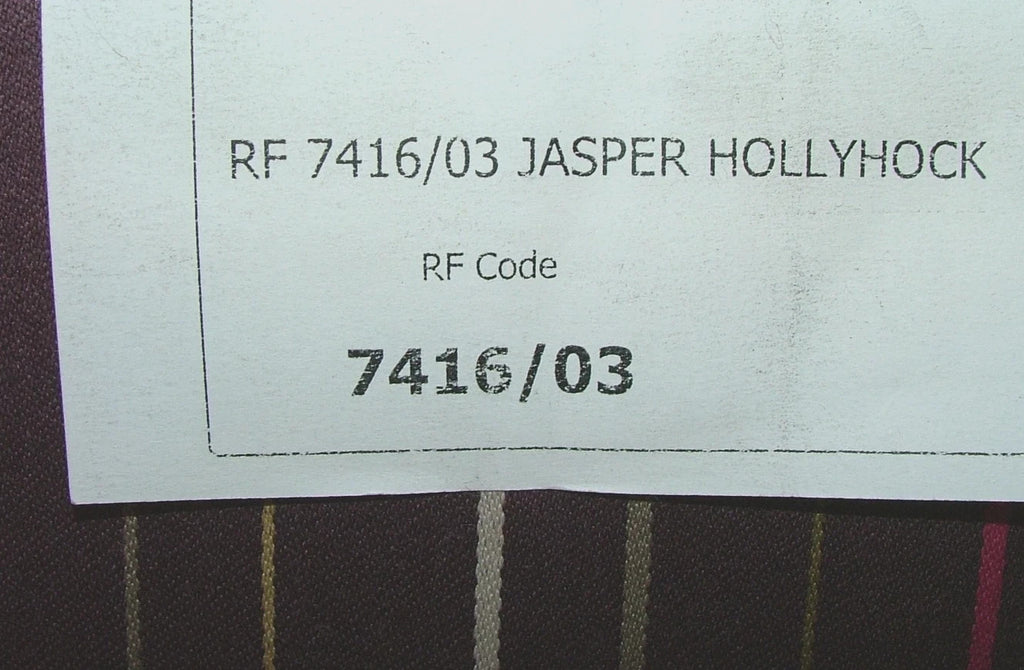 RF 7416/03 JASPER HOLLYHOCK
RF Code
7416/03